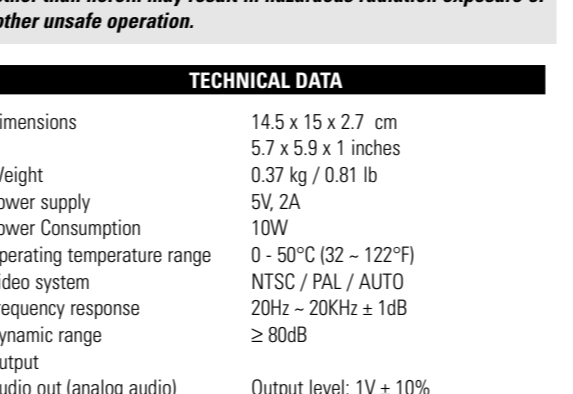 other than herein may result in hazardous radiation exposure or
other unsafe operation.
TECHNICAL DATA
imensions 14.5 x 15 x 2.7 cm
5.7 x 5.9 x 1 inches
Weight 0.37 kg / 0.81 lb
ower supply 5V, 2A
ower Consumption 10W
perating temperature range 0 - 50°C (32 ~ 122°F)
ideo system NTSC / PAL / AUTO
requency response 20Hz ~ 20KHz ± 1dB
ynamic range ≥ 80dB
utput
udio out (analog audio) Output level: 1V ± 10%